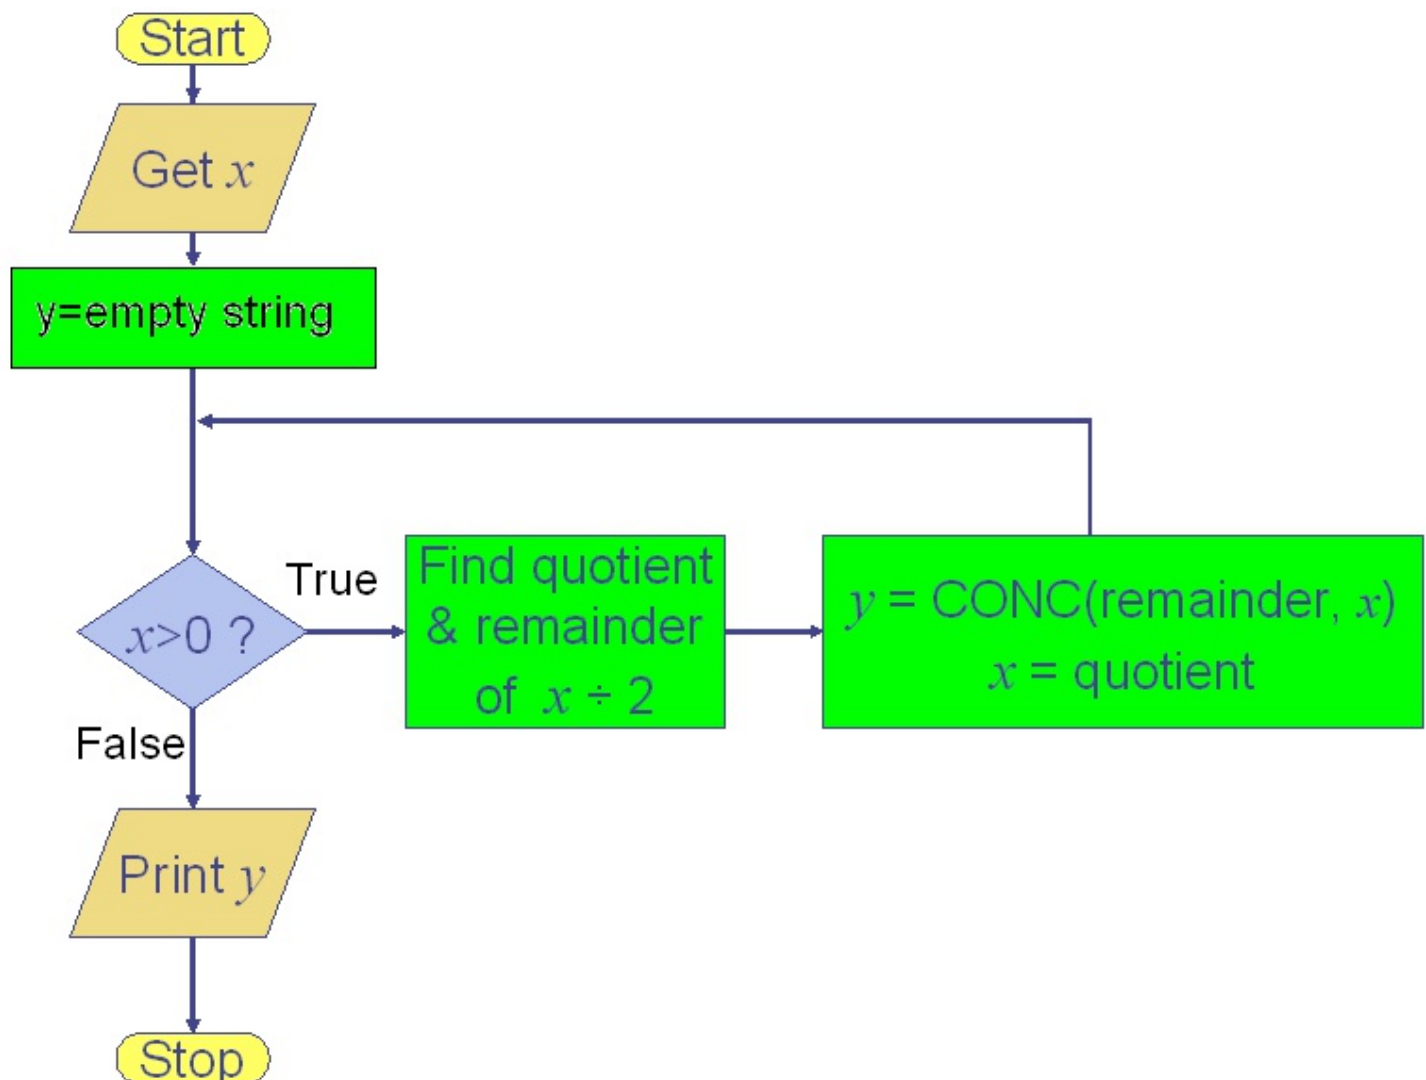 Start
Get x
y=empty string
x>0 ?
True
Find quotient
& remainder
of x ÷ 2
y = CONC(remainder, x)
x = quotient
False
Print y
Stop